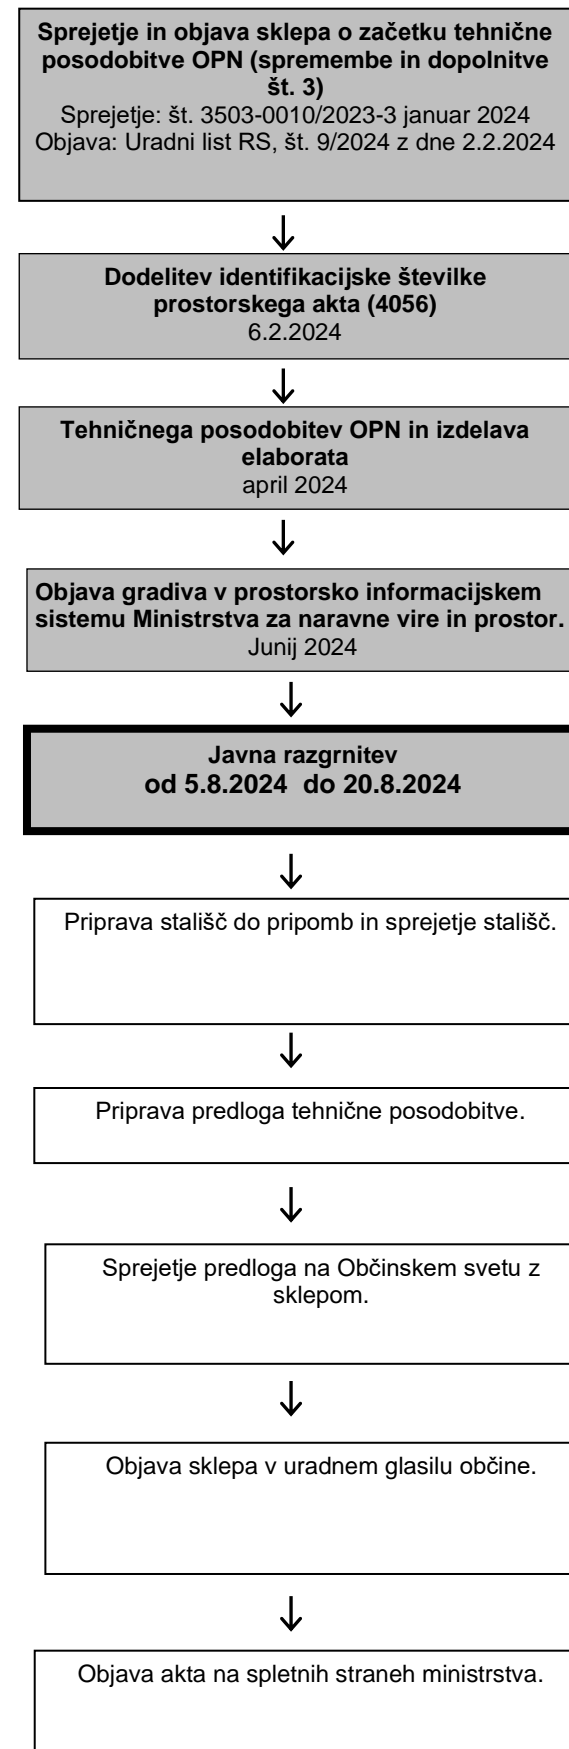 Sprejetje in objava sklepa o začetku tehnične
posodobitve OPN (spremembe in dopolnitve
št. 3)
Sprejetje: št. 3503-0010/2023-3 januar 2024
Objava: Uradni list RS, št. 9/2024 z dne 2.2.2024
Dodelitev identifikacijske številke
prostorskega akta (4056)
6.2.2024
Tehničnega posodobitev OPN in izdelava
elaborata
april 2024
Objava gradiva v prostorsko informacijskem
sistemu Ministrstva za naravne vire in prostor.
Junij 2024
Javna razgrnitev
od 5.8.2024 do 20.8.2024
Priprava stališč do pripomb in sprejetje stališč.
Priprava predloga tehnične posodobitve.
Sprejetje predloga na Občinskem svetu z
sklepom.
Objava sklepa v uradnem glasilu občine.
Objava akta na spletnih straneh ministrstva.